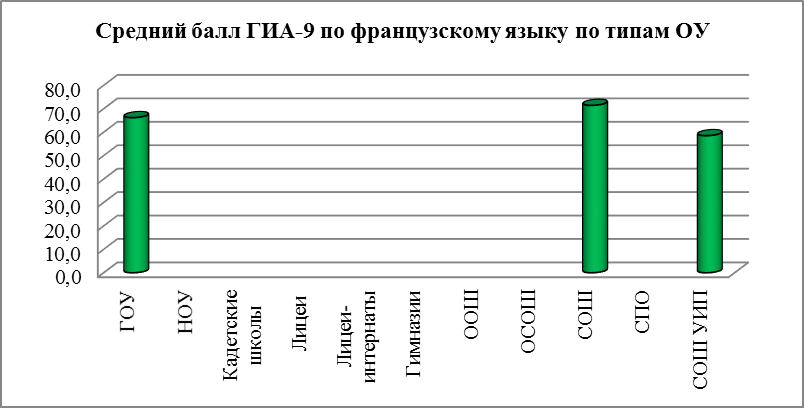 Средний балл ГИА-9 по французскому языку по типам ОУ
80,0
70,0
60,0
50,0
40,0
30,0
20,0
10,0
0,0
ГОУ
НОУ
Кадетские
школы
Лицеи
Лицеи-
интернаты
Гимназии
ООШ
ОСОШ
СОШ
СПО
СОШ УИП